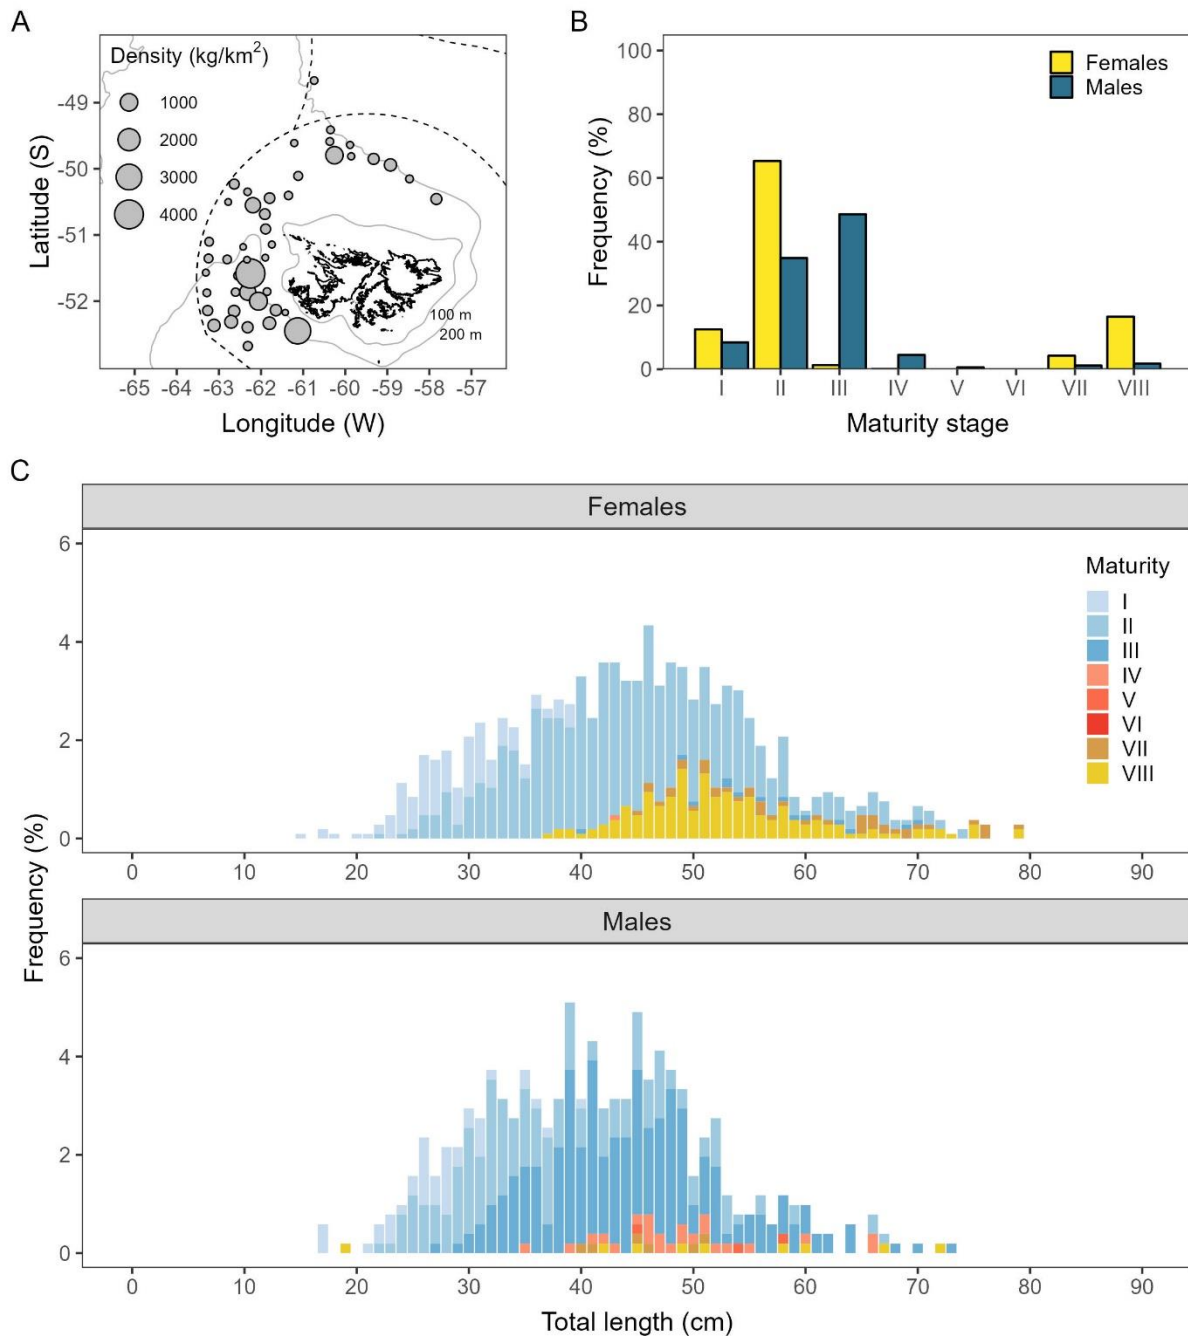 A
Density (kg/km²)
1000
2000
3000
4000
-49
-50
-51
-52
Latitude (S)
100 m
200 m
-65 -64 -63 -62 -61 -60 -59 -58 -57
Longitude (W)
B
100
80
60
40
20
0
Frequency (%)
Females
Males
I II III IV V VI VII VIII
Maturity stage
C
Females
6
4
2
0
Maturity
I
II
III
IV
V
VI
VII
VIII
0 10 20 30 40 50 60 70 80 90
Frequency (%)
Males
6
4
2
0
0 10 20 30 40 50 60 70 80 90
Total length (cm)